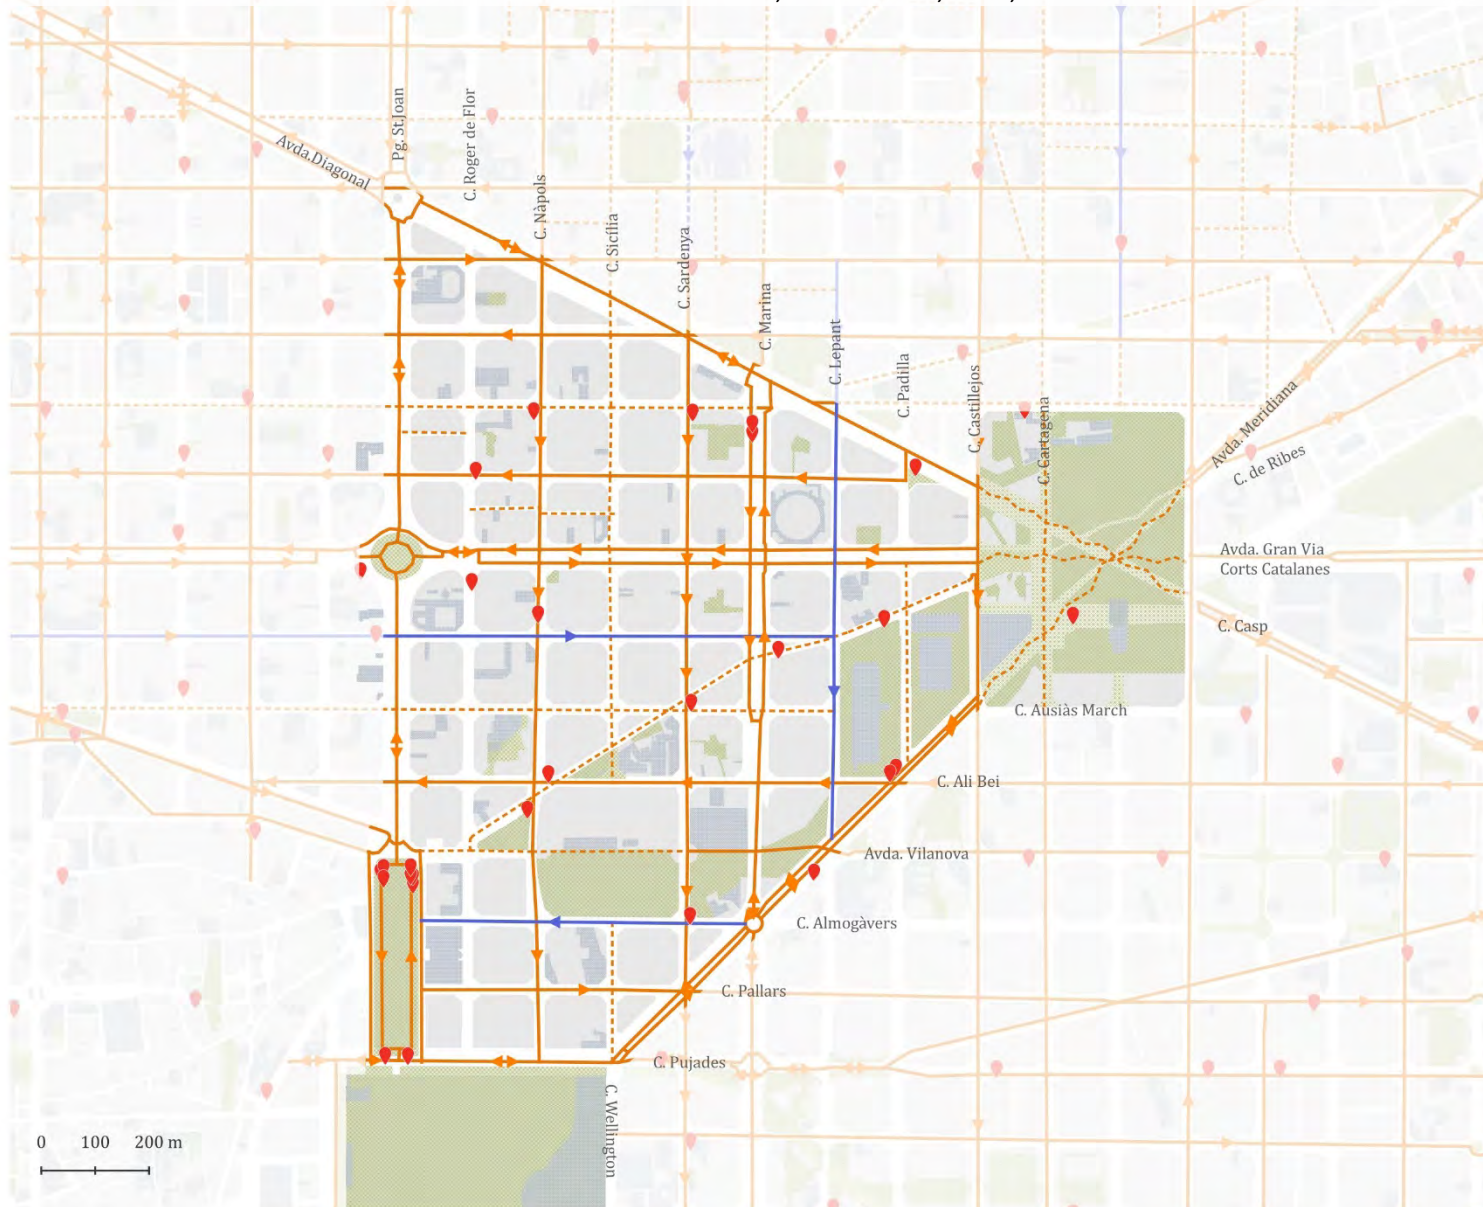 Avda.Diagonal
Pg. St.Joan
C. Roger de Flor
C. Nàpols
C. Sicília
C. Sardenya
C. Marina
C. Lepant
C. Padilla
C. Castillejos
C. Cartagena
Avda. Meridiana
C. de Ribes
Avda. Gran Via
Corts Catalanes
C. Casp
C. Ausiàs March
C. Ali Bei
Avda. Vilanova
C. Almogàvers
C. Pallars
C. Pujades
C. Wellington
0 100 200 m